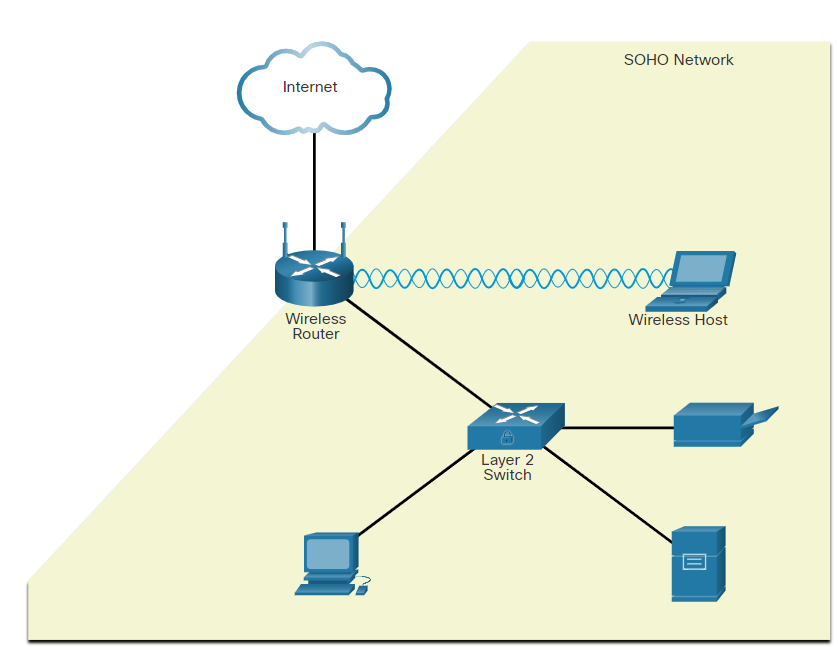 SOHO Network
Internet
Wireless
Router
Wireless Host
Layer 2
Switch